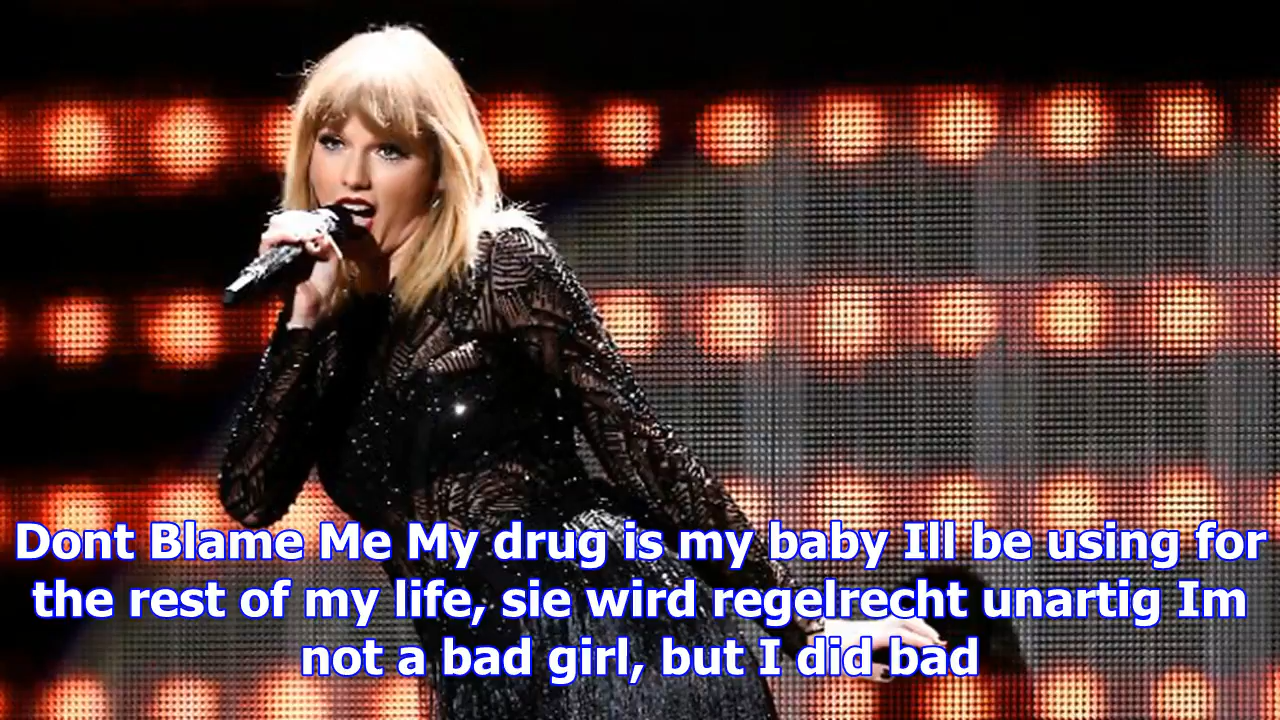 Dont Blame Me My drug is my baby Ill be using for
the rest of my life, sie wird regelrecht unartig Im
not a bad girl, but I did bad